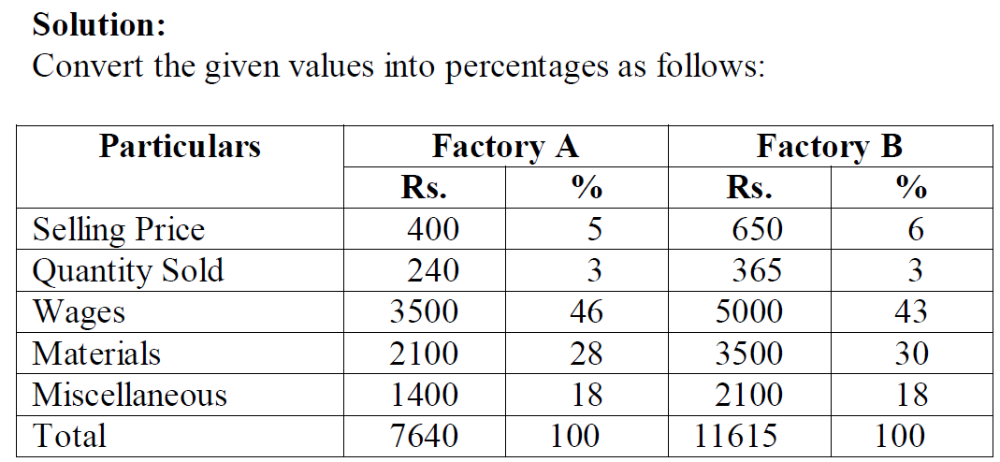 Solution:
Convert the given values into percentages as follows:
Particulars Factory A Factory B
Rs. % Rs. %
Selling Price 400 5 650 6
Quantity Sold 240 3 365 3
Wages 3500 46 5000 43
Materials 2100 28 3500 30
Miscellaneous 1400 18 2100 18
Total 7640 100 11615 100